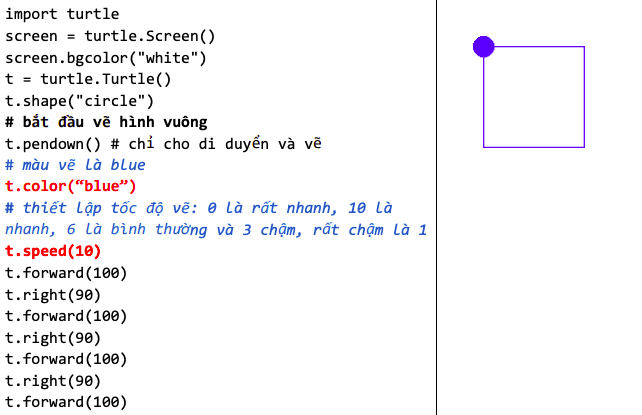 import turtle
screen = turtle.Screen()
screen.bgcolor("white")
t = turtle.Turtle()
t.shape("circle")
# bắt đầu vẽ hình vuông
t.pendown() # chỉ cho di duyển và vẽ
# màu vẽ là blue
t.color(“blue”)
# thiết lập tốc độ vẽ: 0 là rất nhanh, 10 là
nhanh, 6 là bình thường và 3 chậm, rất chậm là 1
t.speed(10)
t.forward(100)
t.right(90)
t.forward(100)
t.right(90)
t.forward(100)
t.right(90)
t.forward(100)